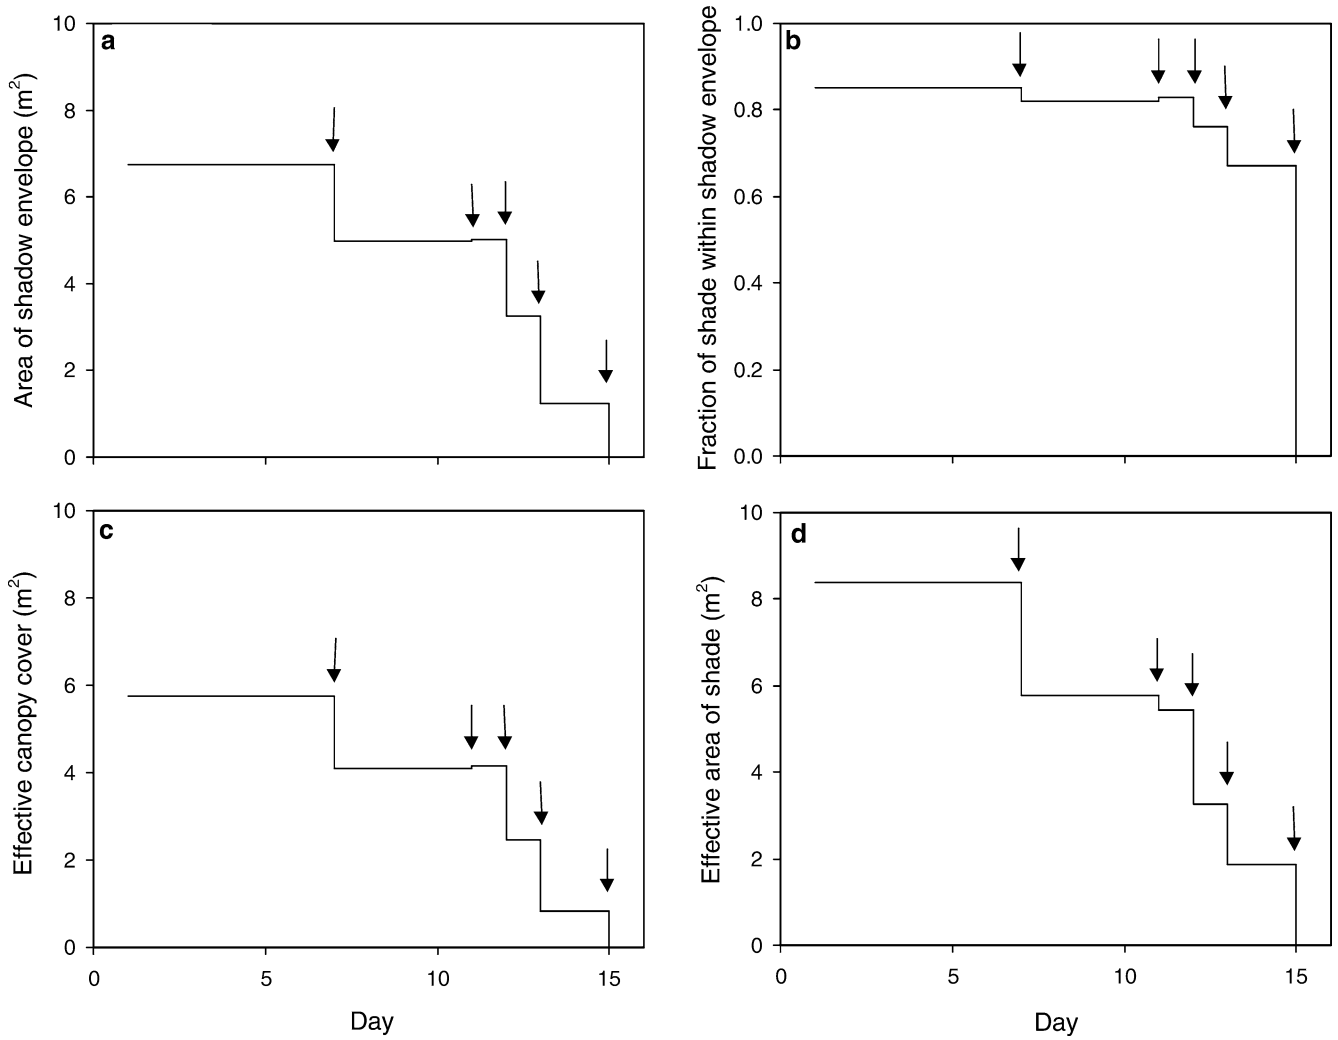 a
Area of shadow envelope (m²)
10
8
6
4
2
0
b
Fraction of shade within shadow envelope
1.0
0.8
0.6
0.4
0.2
0.0
c
Effective canopy cover (m²)
10
8
6
4
2
0
0 5 10 15
Day
d
Effective area of shade (m²)
10
8
6
4
2
0
0 5 10 15
Day